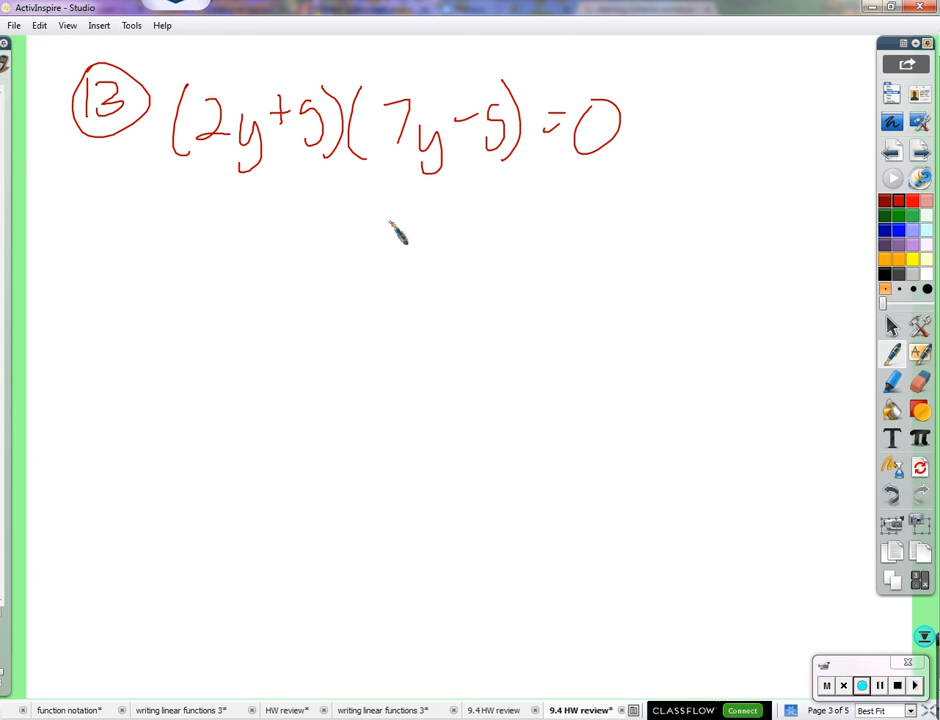 ActivInspire - Studio
File Edit View Insert Tools Help
13 (2y+5)(7y-5)=0
function notation* writing linear functions 3* HW review* writing linear functions 3* 9.4 HW review 9.4 HW review* CLASSFLOW Connect Page 3 of 5 Best Fit